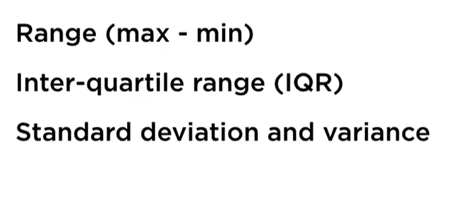 Range (max - min)
Inter-quartile range (IQR)
Standard deviation and variance